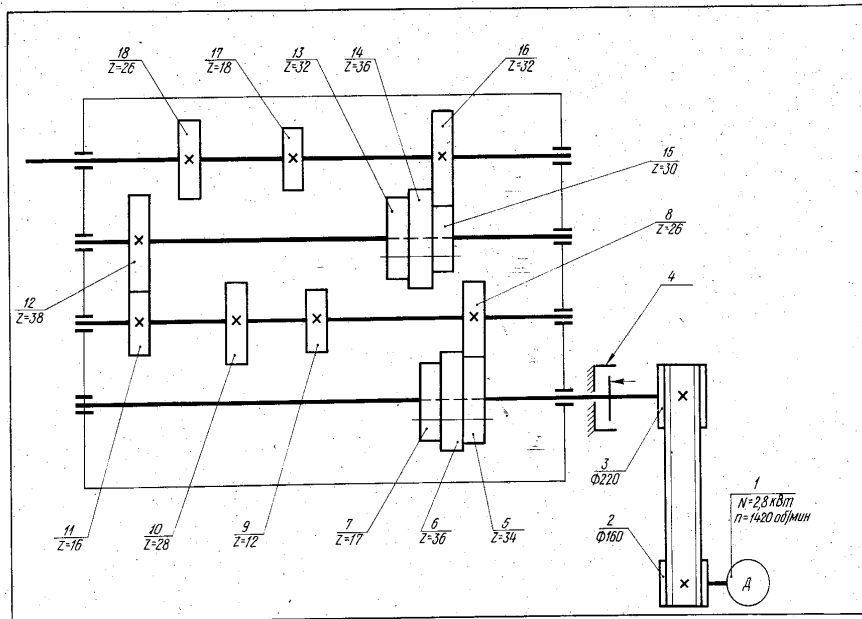 18
Z=26
17
Z=18
13
Z=32
14
Z=36
16
Z=32
15
Z=30
8
Z=26
4
12
Z=38
3
Ф220
1
N=2,8 кВт
n=1420 об/мин
2
Ф160
Д
11
Z=16
10
Z=28
9
Z=12
7
Z=17
6
Z=36
5
Z=34